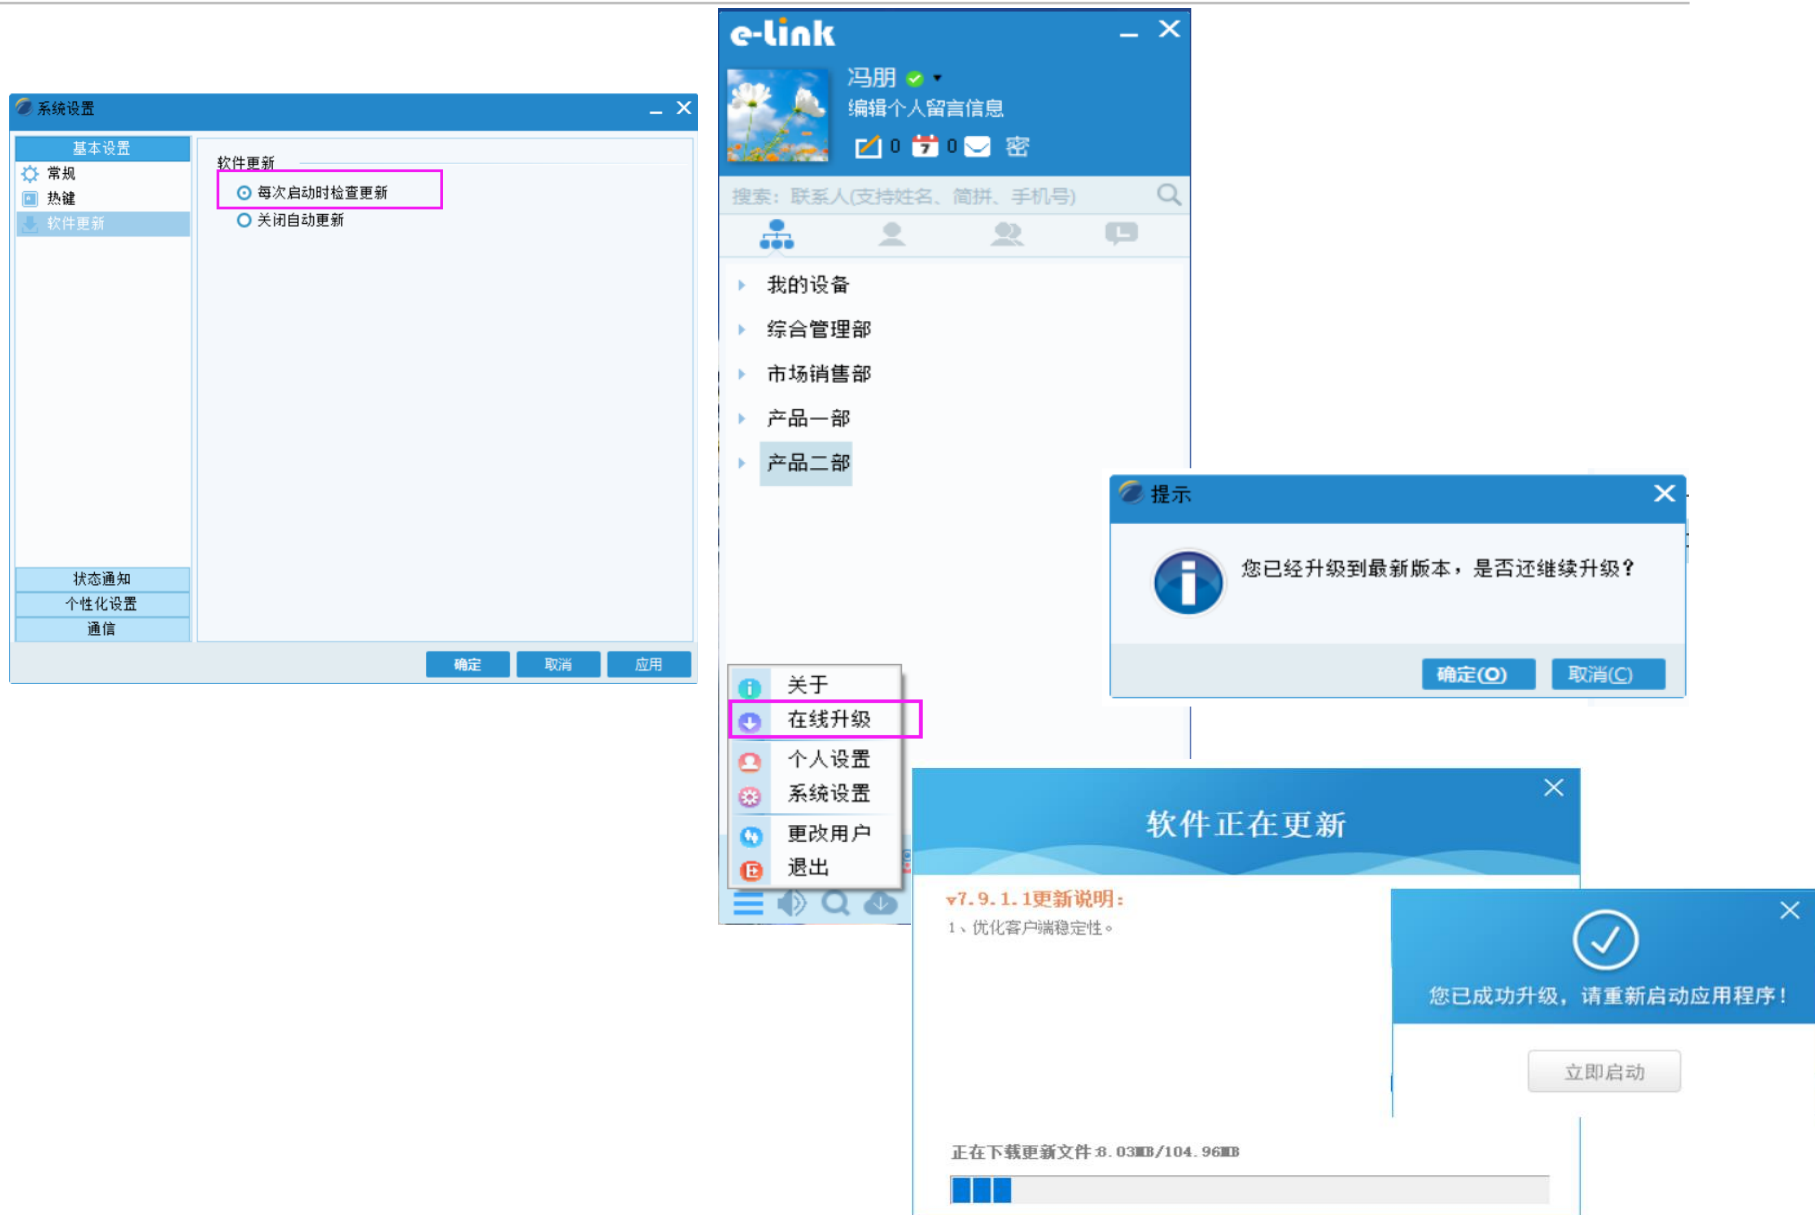 系统设置
基本设置
常规
热键
软件更新
软件更新
每次启动时检查更新
关闭自动更新
状态通知
个性化设置
通信
确定
取消
应用
e-link
冯朋
编辑个人留言信息
0 7 0 密
搜索：联系人(支持姓名、简拼、手机号)
我的设备
综合管理部
市场销售部
产品一部
产品二部
关于
在线升级
个人设置
系统设置
更改用户
退出
提示
您已经升级到最新版本，是否还继续升级?
确定(O)
取消(C)
软件正在更新
v7.9.1.1更新说明：
1、优化客户端稳定性。
正在下载更新文件:8.03MB/104.96MB
您已成功升级，请重新启动应用程序！
立即启动